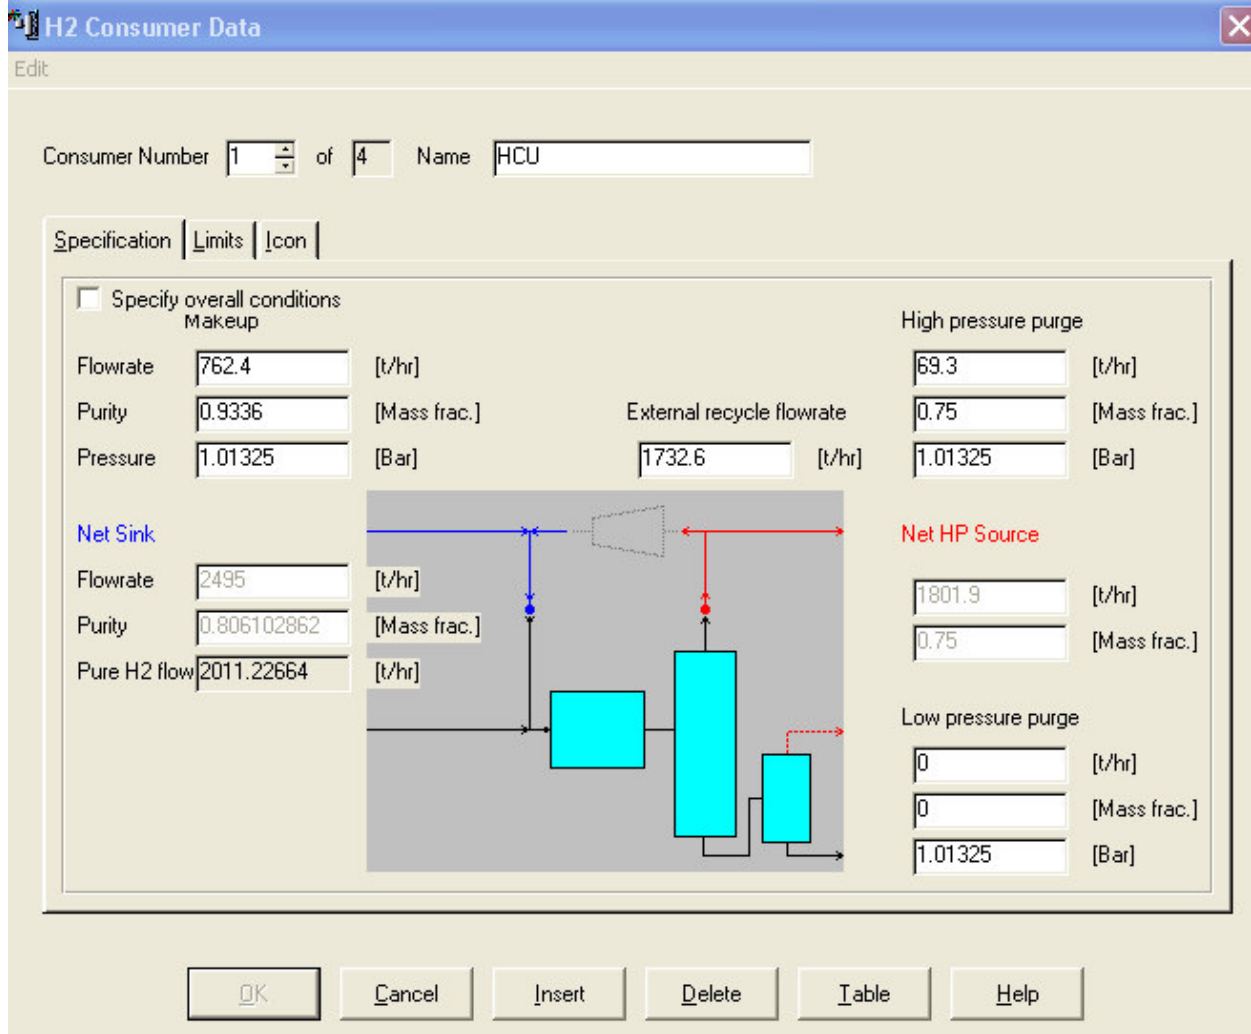 H2 Consumer Data
Edit
Consumer Number 1 of 4 Name HCU
Specification Limits Icon
Specify overall conditions
Makeup High pressure purge
Flowrate 762.4 [t/hr] 69.3 [t/hr]
Purity 0.9336 [Mass frac.] External recycle flowrate 0.75 [Mass frac.]
Pressure 1.01325 [Bar] 1732.6 [t/hr] 1.01325 [Bar]
Net Sink Net HP Source
Flowrate 2495 [t/hr] 1801.9 [t/hr]
Purity 0.806102862 [Mass frac.] 0.75 [Mass frac.]
Pure H2 flow 2011.22664 [t/hr]
Low pressure purge
0 [t/hr]
0 [Mass frac.]
1.01325 [Bar]
OK Cancel Insert Delete Table Help